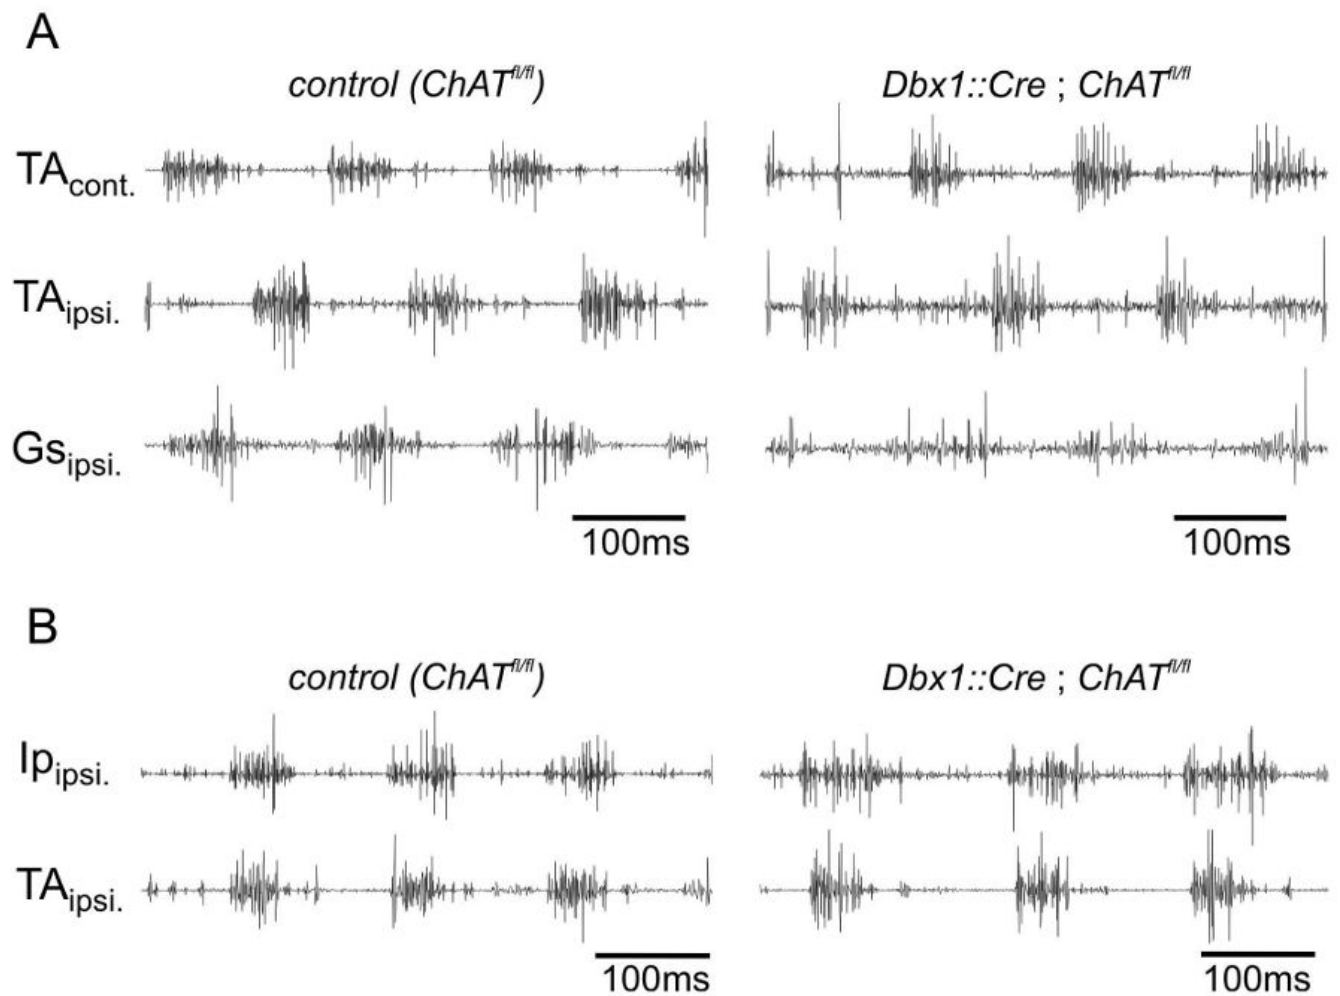 A
control (ChATfl/fl)
Dbx1::Cre ; ChATfl/fl
TAcont.
TAipsi.
Gsipsi.
100ms
100ms
B
control (ChATfl/fl)
Dbx1::Cre ; ChATfl/fl
Ipipsi.
TAipsi.
100ms
100ms